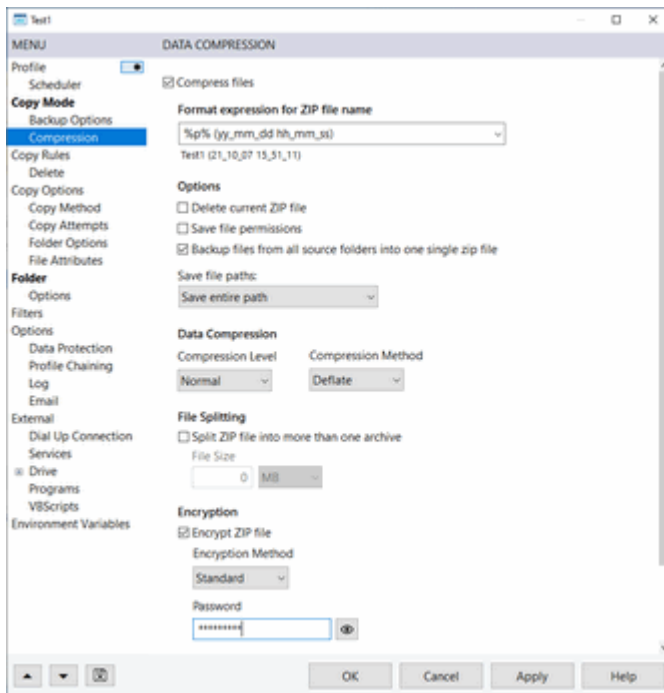 Test1
MENU
Profile
Scheduler
Copy Mode
Backup Options
Compression
Copy Rules
Delete
Copy Options
Copy Method
Copy Attempts
Folder Options
File Attributes
Folder
Options
Filters
Options
Data Protection
Profile Chaining
Log
Email
External
Dial Up Connection
Services
Drive
Programs
VBScripts
Environment Variables
DATA COMPRESSION
Compress files
Format expression for ZIP file name
%p% (yy_mm_dd hh_mm_ss)
Test1 (21_10_07 15_51_11)
Options
Delete current ZIP file
Save file permissions
Backup files from all source folders into one single zip file
Save file paths:
Save entire path
Data Compression
Compression Level Compression Method
Normal Deflate
File Splitting
Split ZIP file into more than one archive
File Size
0 MB
Encryption
Encrypt ZIP file
Encryption Method
Standard
Password
*********
OK Cancel Apply Help